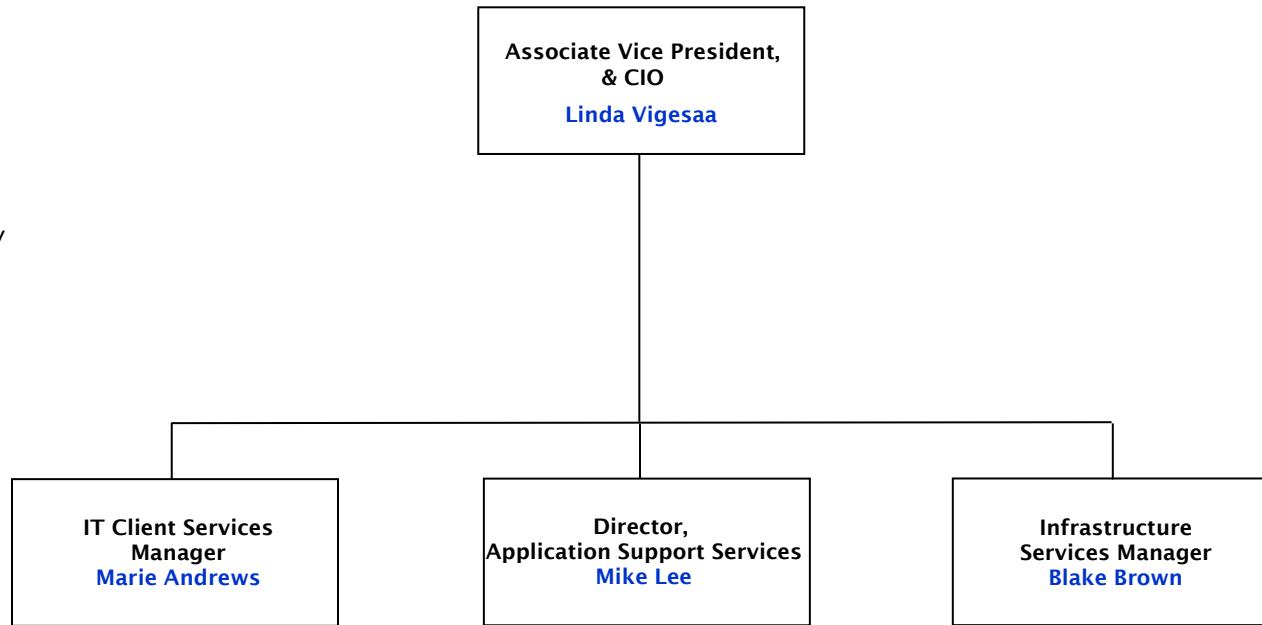 Associate Vice President,
& CIO
Linda Vigesaa
IT Client Services
Manager
Marie Andrews
Director,
Application Support Services
Mike Lee
Infrastructure
Services Manager
Blake Brown